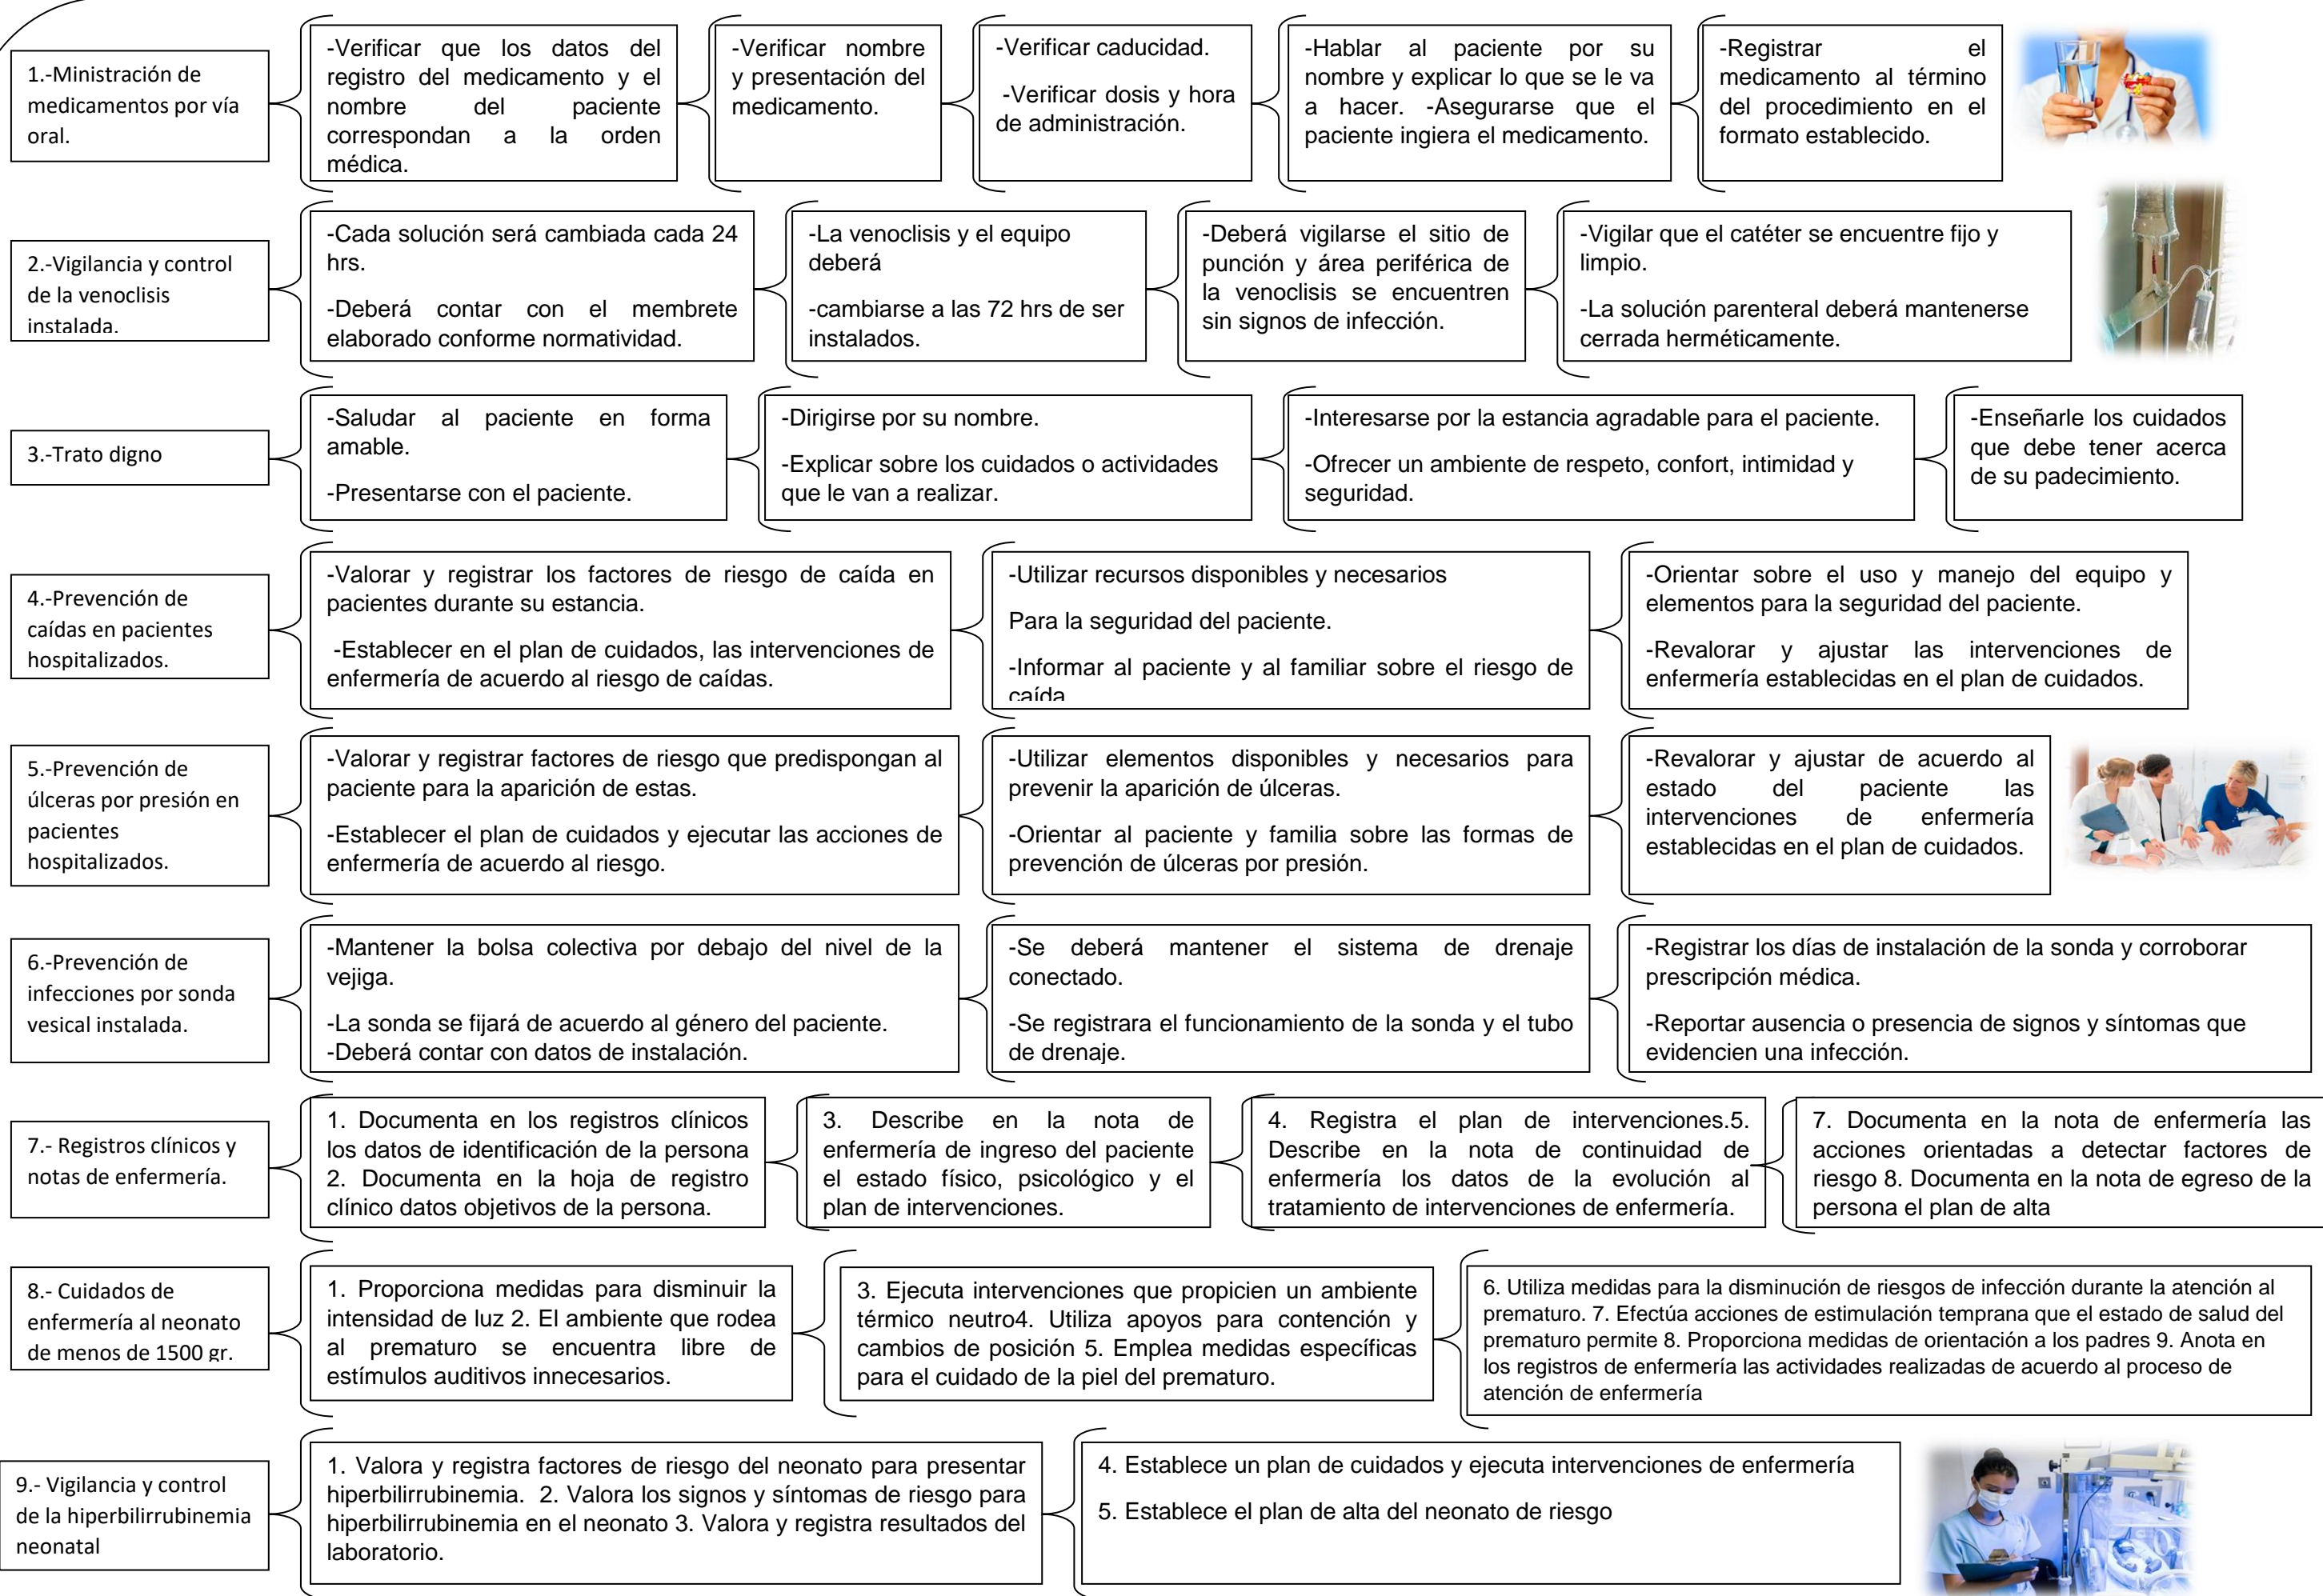 1.-Ministración de
medicamentos por vía
oral.
-Verificar que los datos del
registro del medicamento y el
nombre del paciente
correspondan a la orden
médica.
-Verificar nombre
y presentación del
medicamento.
-Verificar caducidad.
-Verificar dosis y hora
de administración.
-Hablar al paciente por su
nombre y explicar lo que se le va
a hacer. -Asegurarse que el
paciente ingiera el medicamento.
-Registrar el
medicamento al término
del procedimiento en el
formato establecido.
2.-Vigilancia y control
de la venoclisis
instalada.
-Cada solución será cambiada cada 24
hrs.
-Deberá contar con el membrete
elaborado conforme normatividad.
-La venoclisis y el equipo
deberá
-cambiarse a las 72 hrs de ser
instalados.
-Deberá vigilarse el sitio de
punción y área periférica de
la venoclisis se encuentren
sin signos de infección.
-Vigilar que el catéter se encuentre fijo y
limpio.
-La solución parenteral deberá mantenerse
cerrada herméticamente.
3.-Trato digno
-Saludar al paciente en forma
amable.
-Presentarse con el paciente.
-Dirigirse por su nombre.
-Explicar sobre los cuidados o actividades
que le van a realizar.
-Interesarse por la estancia agradable para el paciente.
-Ofrecer un ambiente de respeto, confort, intimidad y
seguridad.
-Enseñarle los cuidados
que debe tener acerca
de su padecimiento.
4.-Prevención de
caídas en pacientes
hospitalizados.
-Valorar y registrar los factores de riesgo de caída en
pacientes durante su estancia.
-Establecer en el plan de cuidados, las intervenciones de
enfermería de acuerdo al riesgo de caídas.
-Utilizar recursos disponibles y necesarios
Para la seguridad del paciente.
-Informar al paciente y al familiar sobre el riesgo de
caída
-Orientar sobre el uso y manejo del equipo y
elementos para la seguridad del paciente.
-Revalorar y ajustar las intervenciones de
enfermería establecidas en el plan de cuidados.
5.-Prevención de
úlceras por presión en
pacientes
hospitalizados.
-Valorar y registrar factores de riesgo que predispongan al
paciente para la aparición de estas.
-Establecer el plan de cuidados y ejecutar las acciones de
enfermería de acuerdo al riesgo.
-Utilizar elementos disponibles y necesarios para
prevenir la aparición de úlceras.
-Orientar al paciente y familia sobre las formas de
prevención de úlceras por presión.
-Revalorar y ajustar de acuerdo al
estado del paciente las
intervenciones de enfermería
establecidas en el plan de cuidados.
6.-Prevención de
infecciones por sonda
vesical instalada.
-Mantener la bolsa colectiva por debajo del nivel de la
vejiga.
-La sonda se fijará de acuerdo al género del paciente.
-Deberá contar con datos de instalación.
-Se deberá mantener el sistema de drenaje
conectado.
-Se registrara el funcionamiento de la sonda y el tubo
de drenaje.
-Registrar los días de instalación de la sonda y corroborar
prescripción médica.
-Reportar ausencia o presencia de signos y síntomas que
evidencien una infección.
7.- Registros clínicos y
notas de enfermería.
1. Documenta en los registros clínicos
los datos de identificación de la persona
2. Documenta en la hoja de registro
clínico datos objetivos de la persona.
3. Describe en la nota de
enfermería de ingreso del paciente
el estado físico, psicológico y el
plan de intervenciones.
4. Registra el plan de intervenciones.5.
Describe en la nota de continuidad de
enfermería los datos de la evolución al
tratamiento de intervenciones de enfermería.
7. Documenta en la nota de enfermería las
acciones orientadas a detectar factores de
riesgo 8. Documenta en la nota de egreso de la
persona el plan de alta
8.- Cuidados de
enfermería al neonato
de menos de 1500 gr.
1. Proporciona medidas para disminuir la
intensidad de luz 2. El ambiente que rodea
al prematuro se encuentra libre de
estímulos auditivos innecesarios.
3. Ejecuta intervenciones que propicien un ambiente
térmico neutro4. Utiliza apoyos para contención y
cambios de posición 5. Emplea medidas específicas
para el cuidado de la piel del prematuro.
6. Utiliza medidas para la disminución de riesgos de infección durante la atención al
prematuro. 7. Efectúa acciones de estimulación temprana que el estado de salud del
prematuro permite 8. Proporciona medidas de orientación a los padres 9. Anota en
los registros de enfermería las actividades realizadas de acuerdo al proceso de
atención de enfermería
9.- Vigilancia y control
de la hiperbilirrubinemia
neonatal
1. Valora y registra factores de riesgo del neonato para presentar
hiperbilirrubinemia. 2. Valora los signos y síntomas de riesgo para
hiperbilirrubinemia en el neonato 3. Valora y registra resultados del
laboratorio.
4. Establece un plan de cuidados y ejecuta intervenciones de enfermería
5. Establece el plan de alta del neonato de riesgo